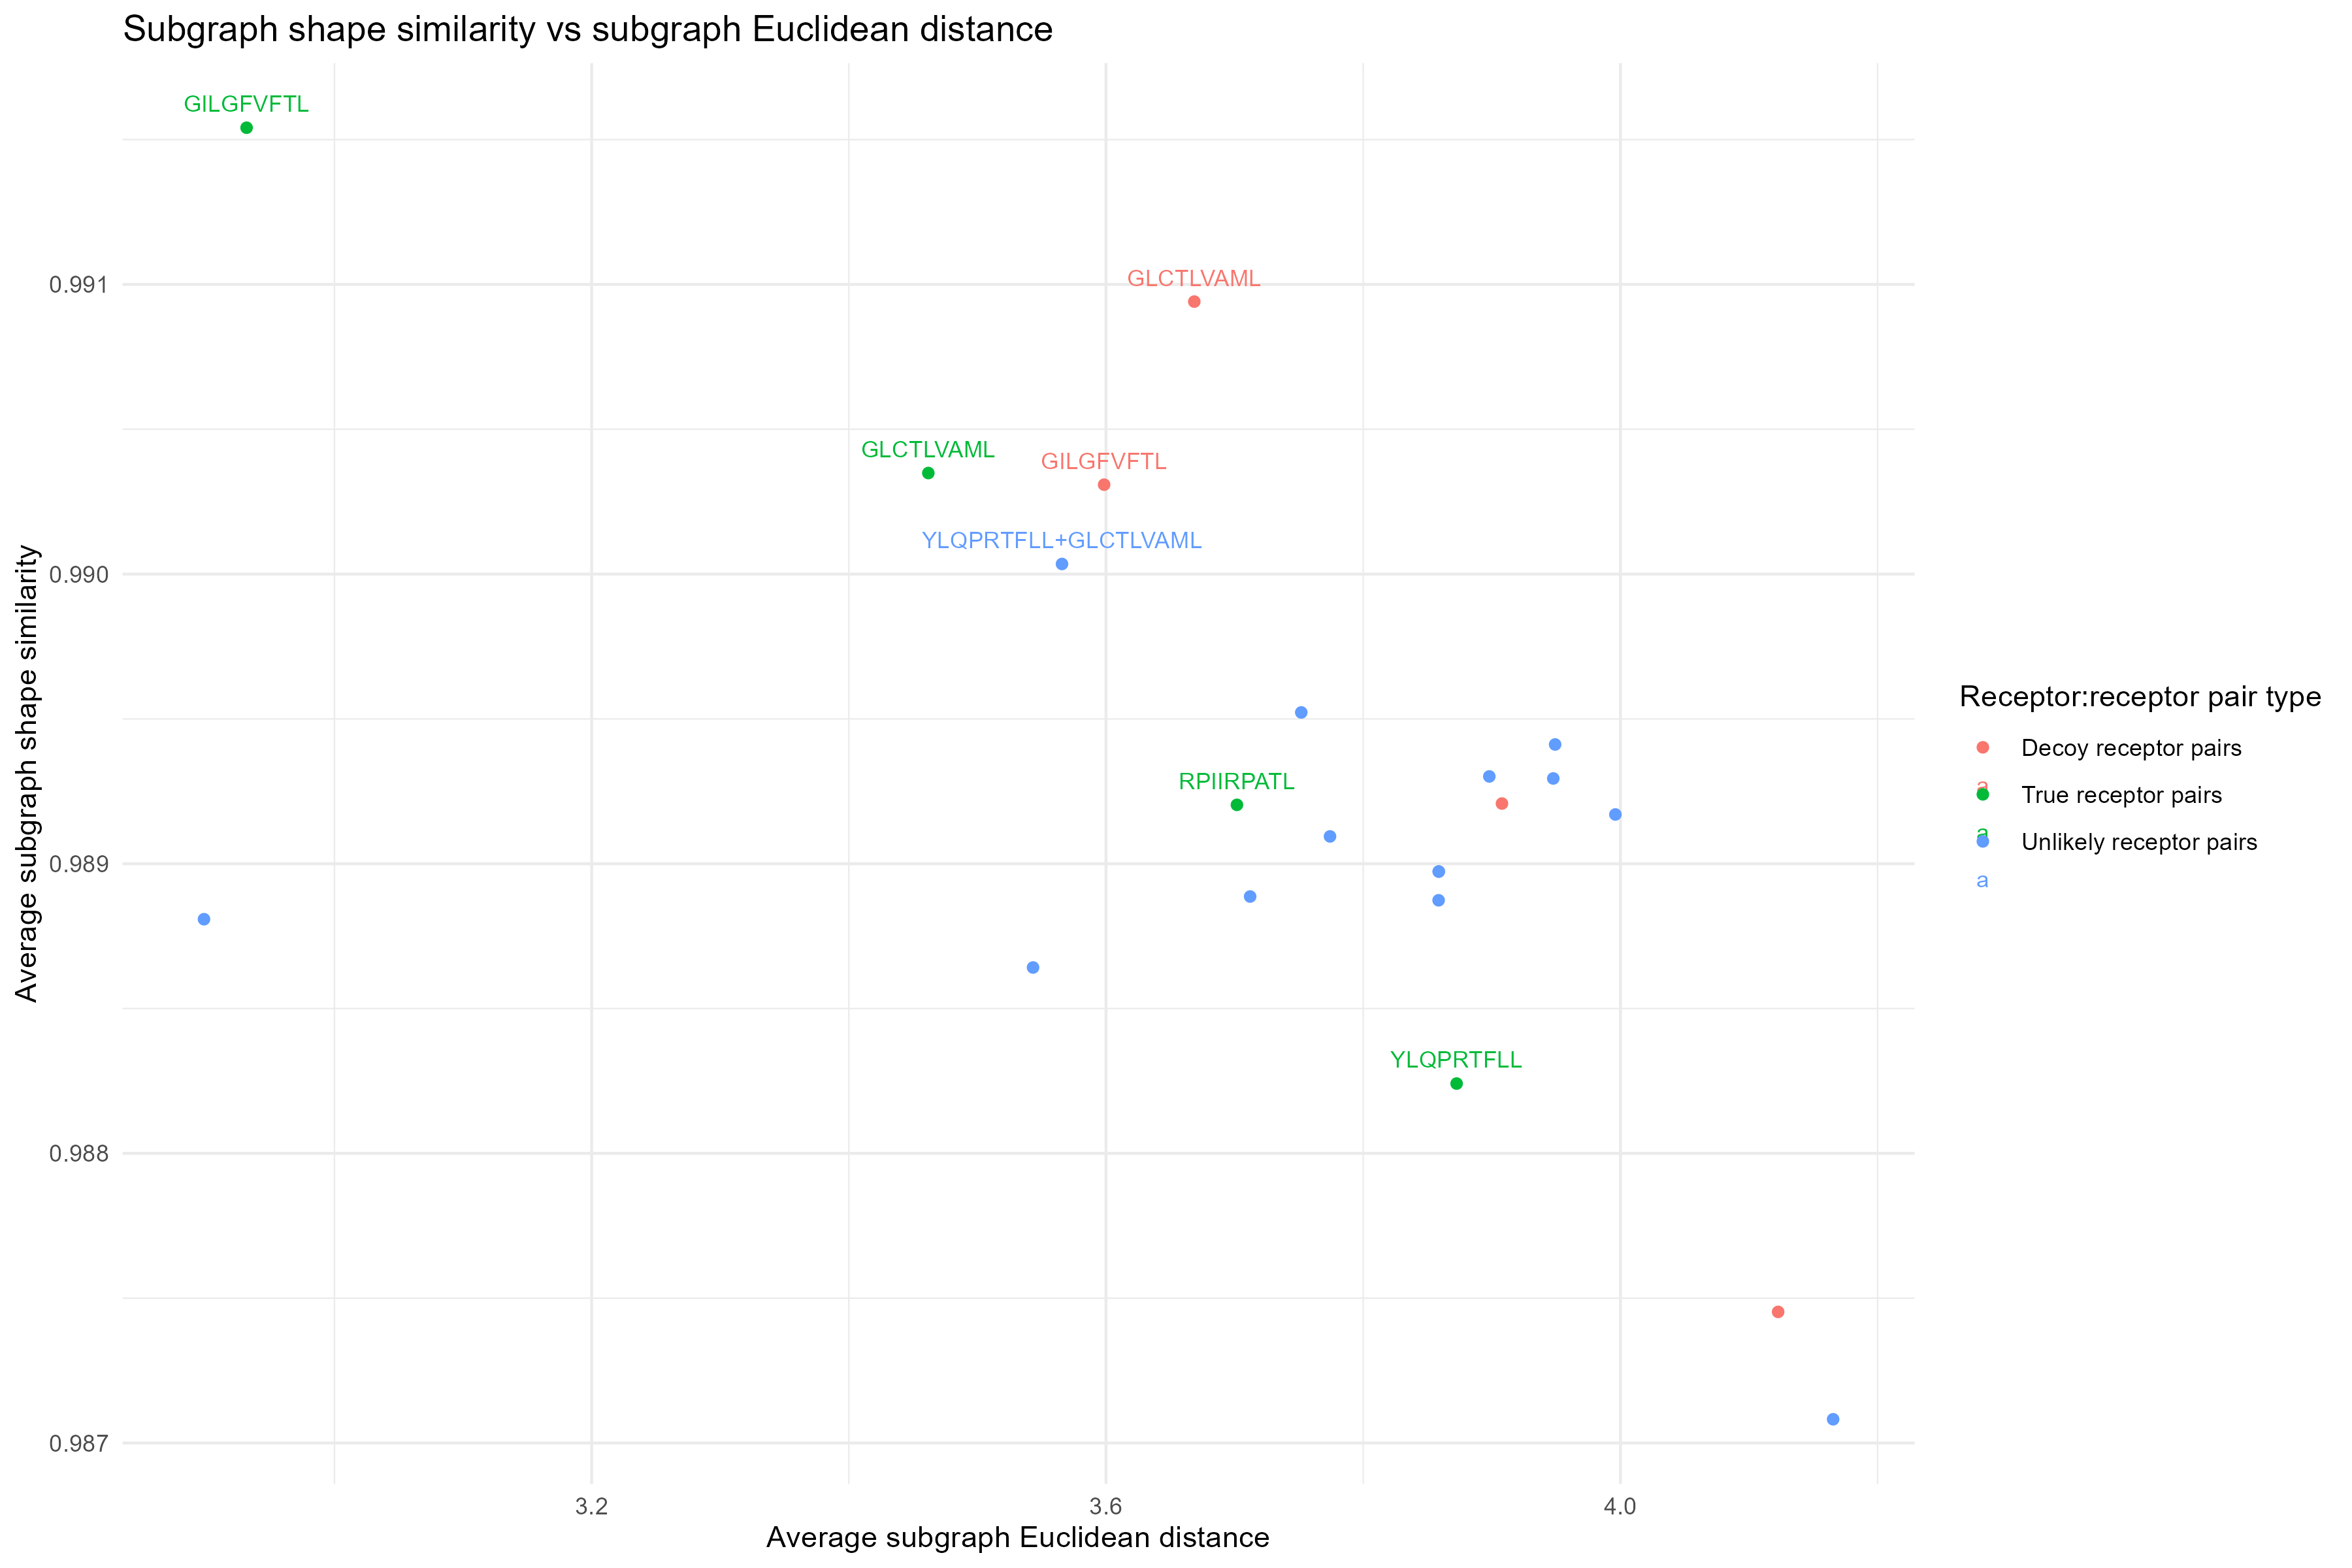 Subgraph shape similarity vs subgraph Euclidean distance
GILGFVFTL
GLCTLVAML
GLCTLVAML
GILGFVFTL
YLQPRTFLL+GLCTLVAML
RPIIRPATL
YLQPRTFLL
0.991
0.990
0.989
0.988
0.987
Average subgraph shape similarity
3.2
3.6
4.0
Average subgraph Euclidean distance
Receptor:receptor pair type
Decoy receptor pairs
a
True receptor pairs
a
Unlikely receptor pairs
a